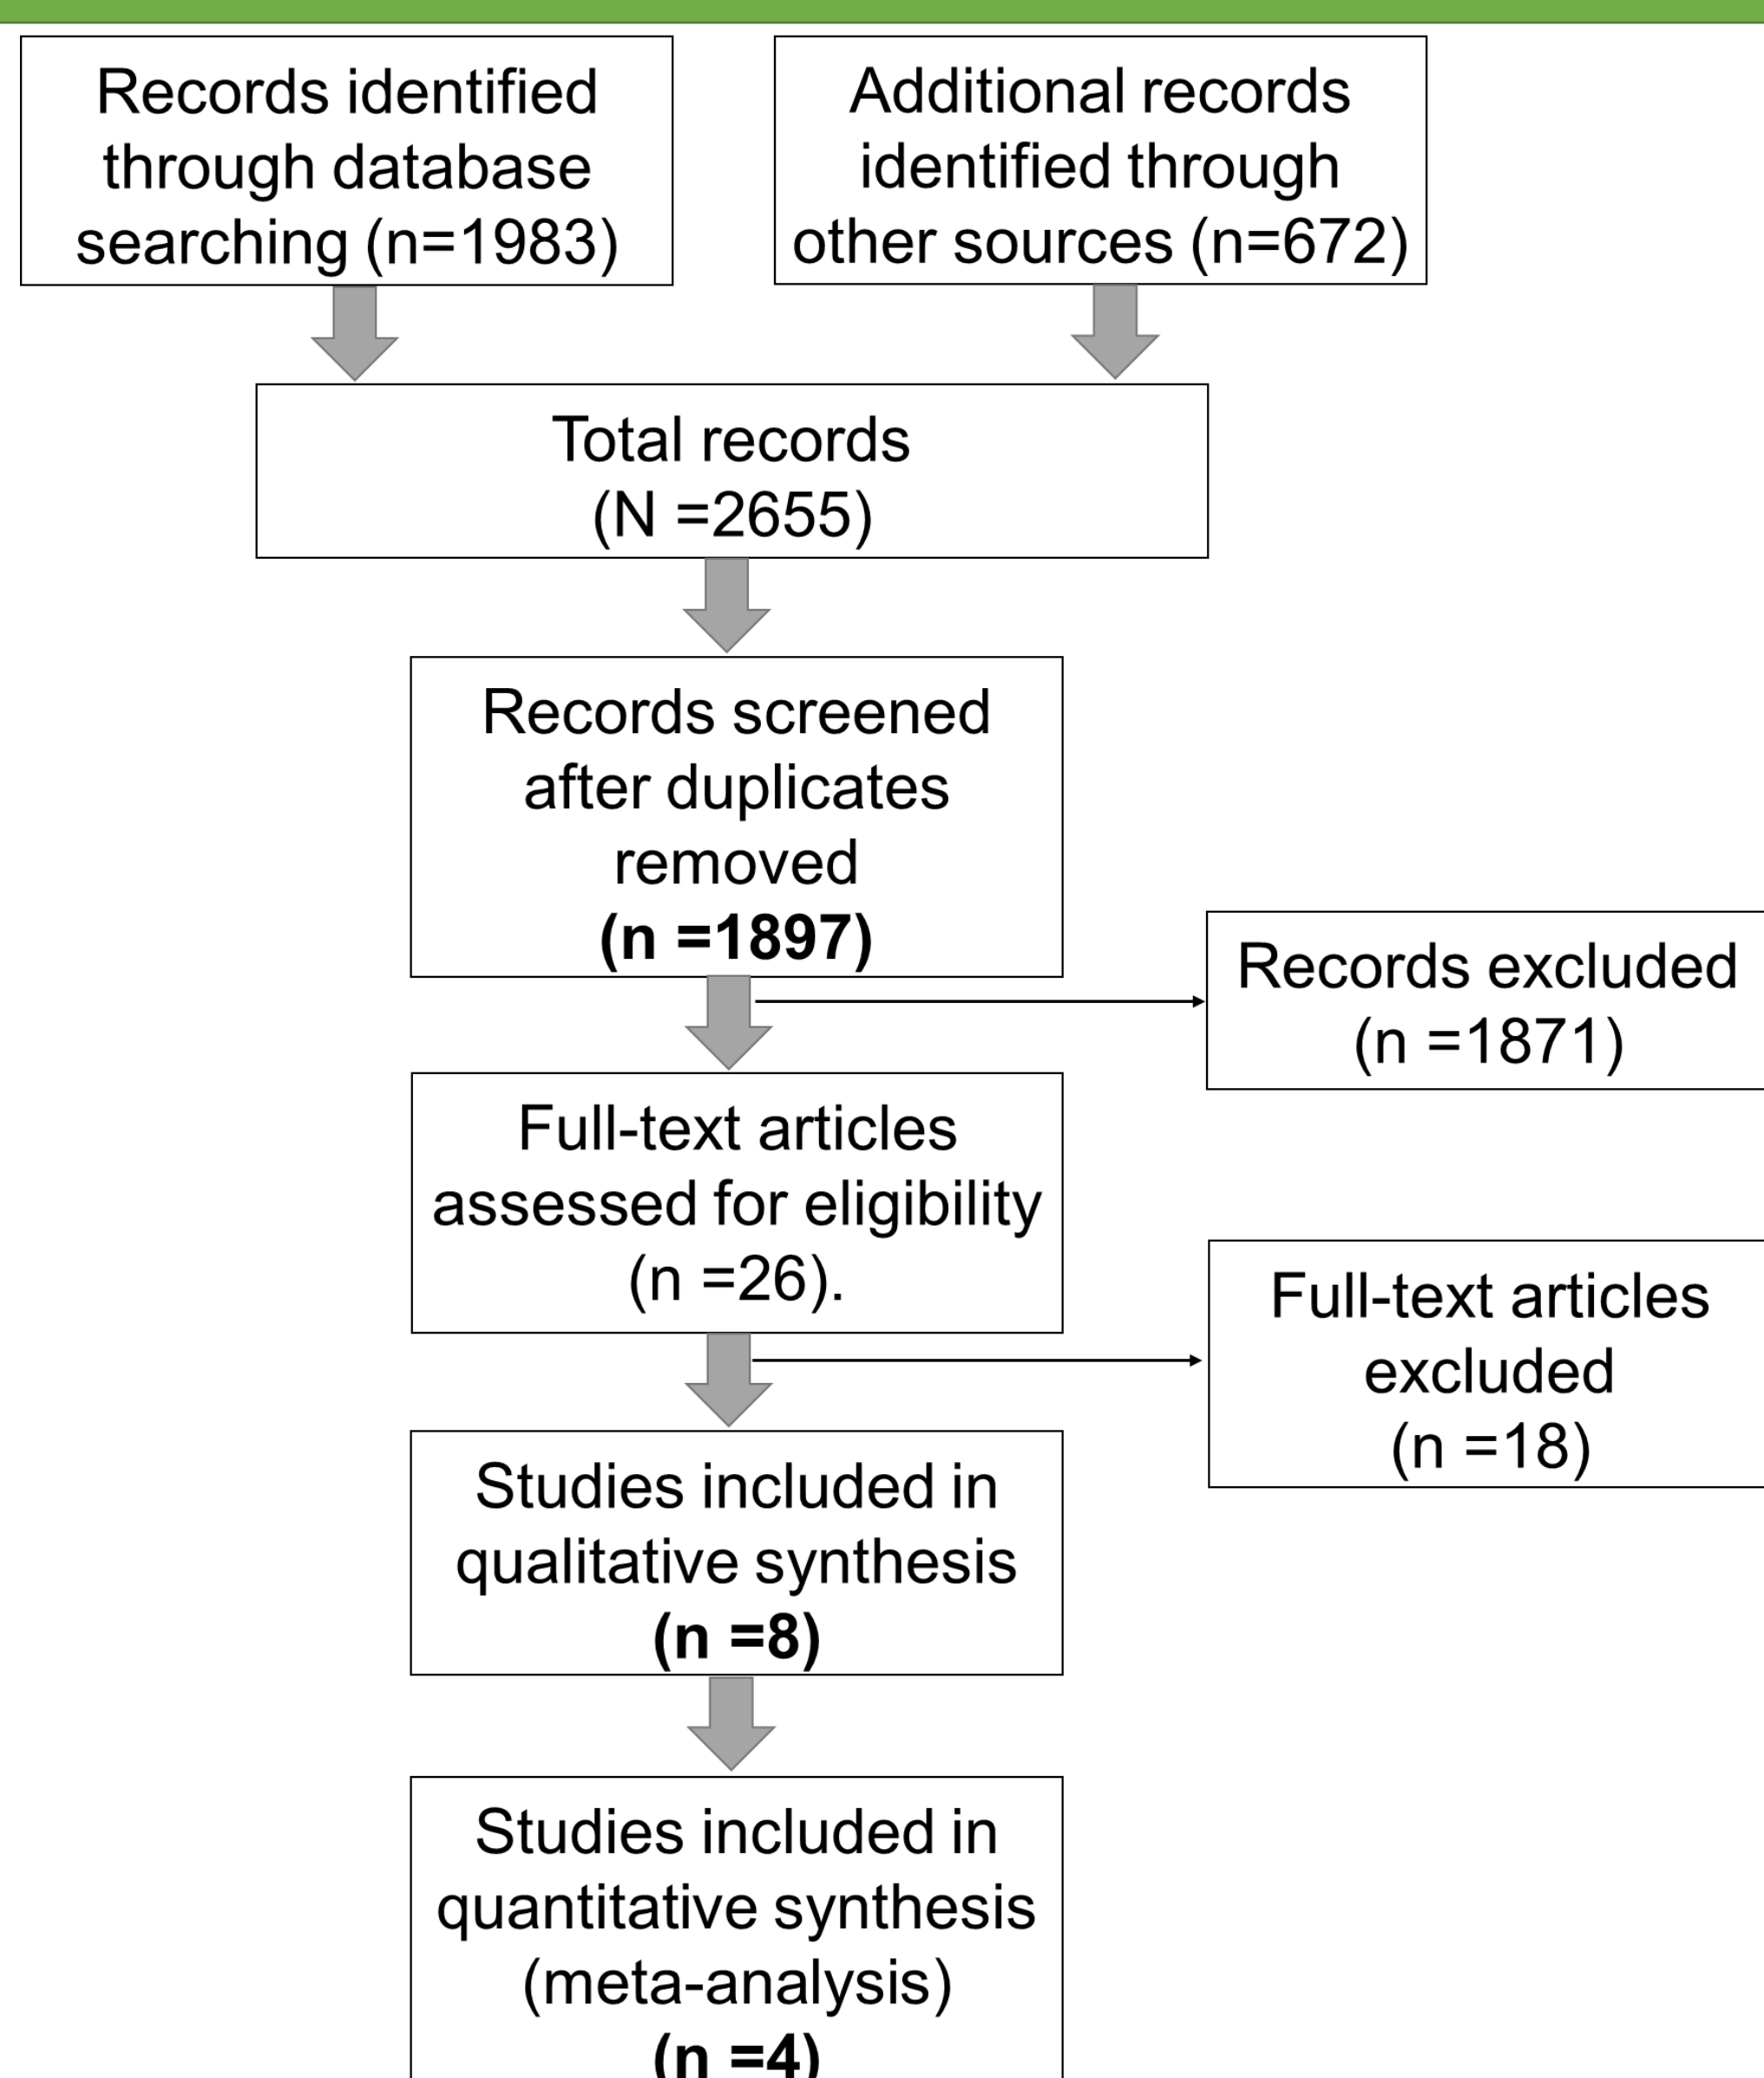 Records identified
through database
searching (n=1983)
Additional records
identified through
other sources (n=672)
Total records
(N =2655)
Records screened
after duplicates
removed
(n =1897)
Records excluded
(n =1871)
Full-text articles
assessed for eligibility
(n =26).
Full-text articles
excluded
(n =18)
Studies included in
qualitative synthesis
(n =8)
Studies included in
quantitative synthesis
(meta-analysis)
(n =4)